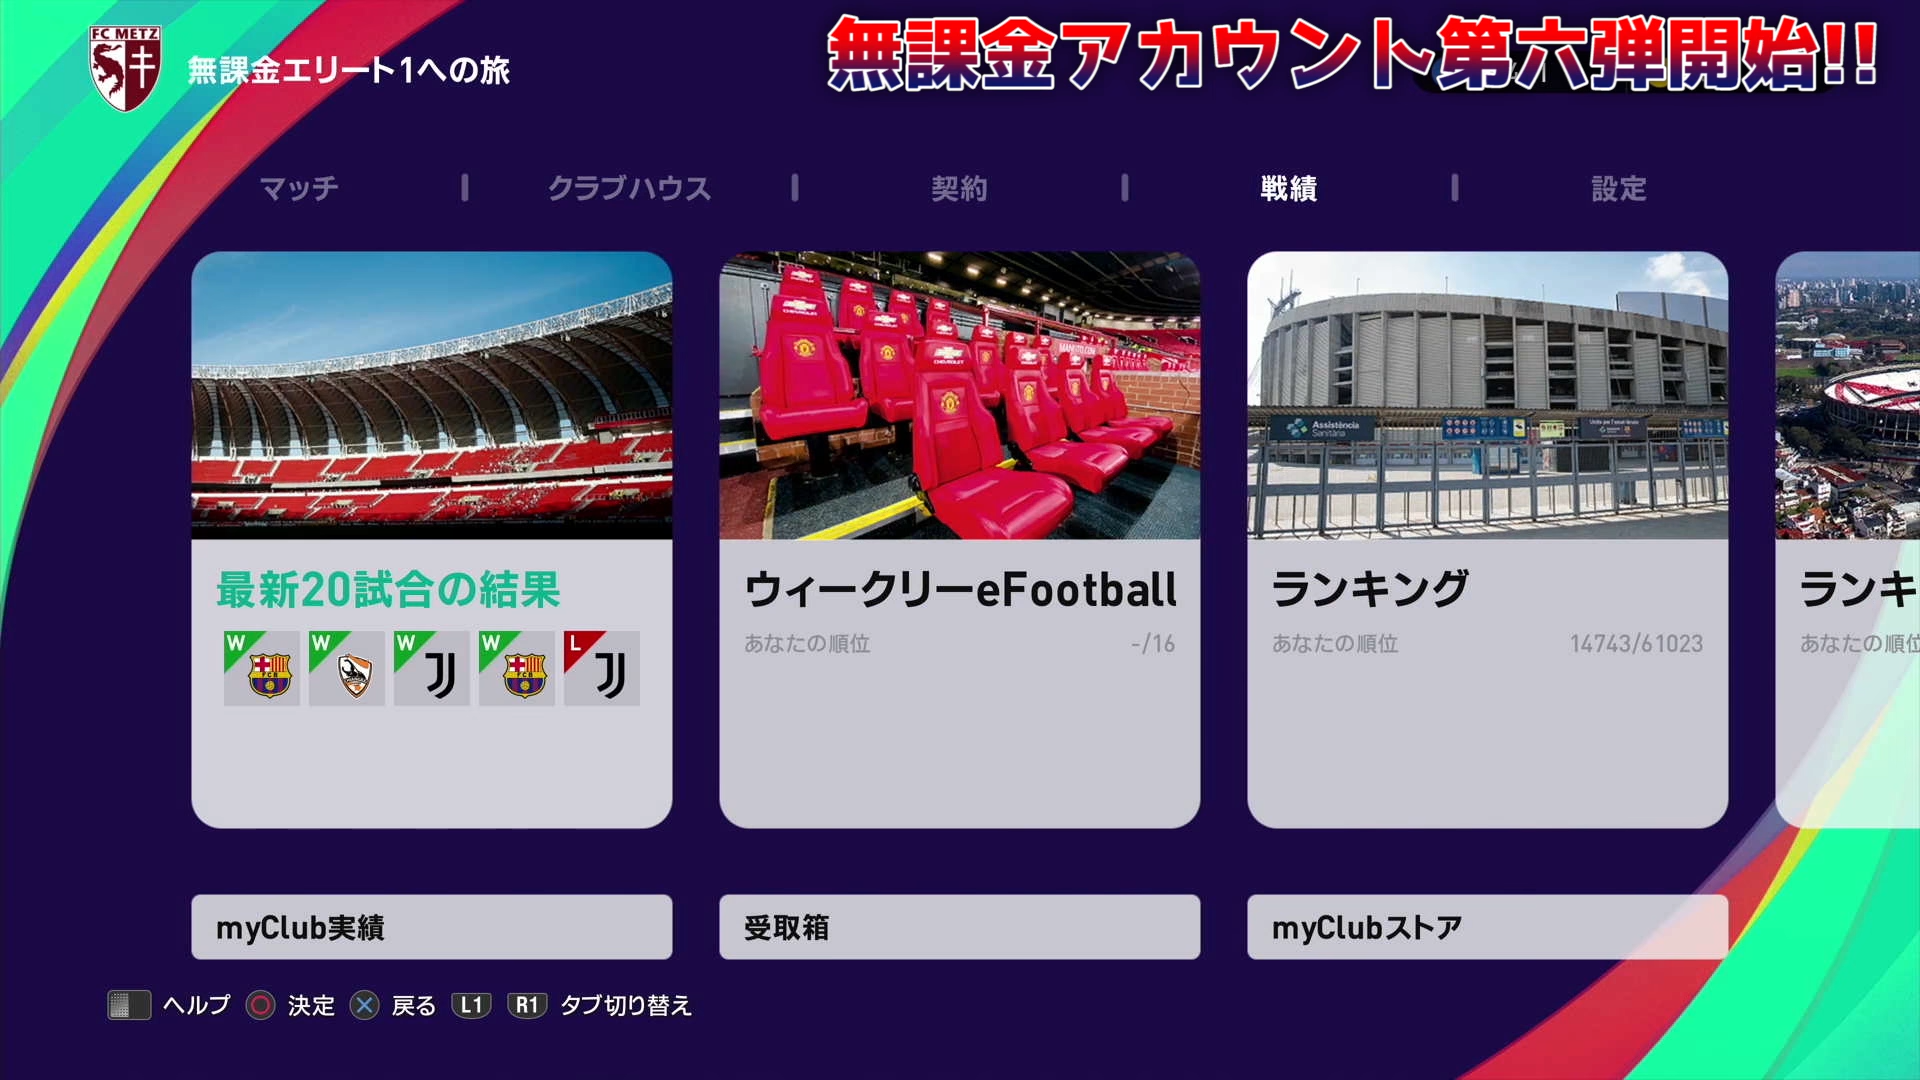 FC METZ
無課金エリート1への旅
無課金アカウント第六弾開始!!
マッチ
クラブハウス
契約
戦績
設定
CHEVROLET
CHEVROLET
Assistència
Sanitària
最新20試合の結果
W W W W L
FCB
FCB
ウィークリーeFootball
あなたの順位 -/16
ランキング
あなたの順位 14743/61023
ランキ
あなたの順位
myClub実績
受取箱
myClubストア
ヘルプ 決定 戻る L1 R1 タブ切り替え